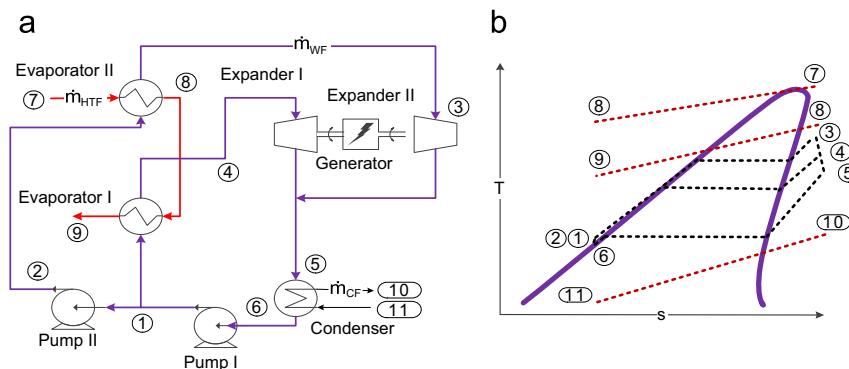 a
b
ṁWF
Evaporator II
8
Expander I
7
ṁHTF
Expander II
3
Generator
4
Evaporator I
9
2
5
ṁCF
10
11
6
Condenser
1
Pump II
Pump I
T
7
8
8
3
9
4
5
2 1
6
10
11
s